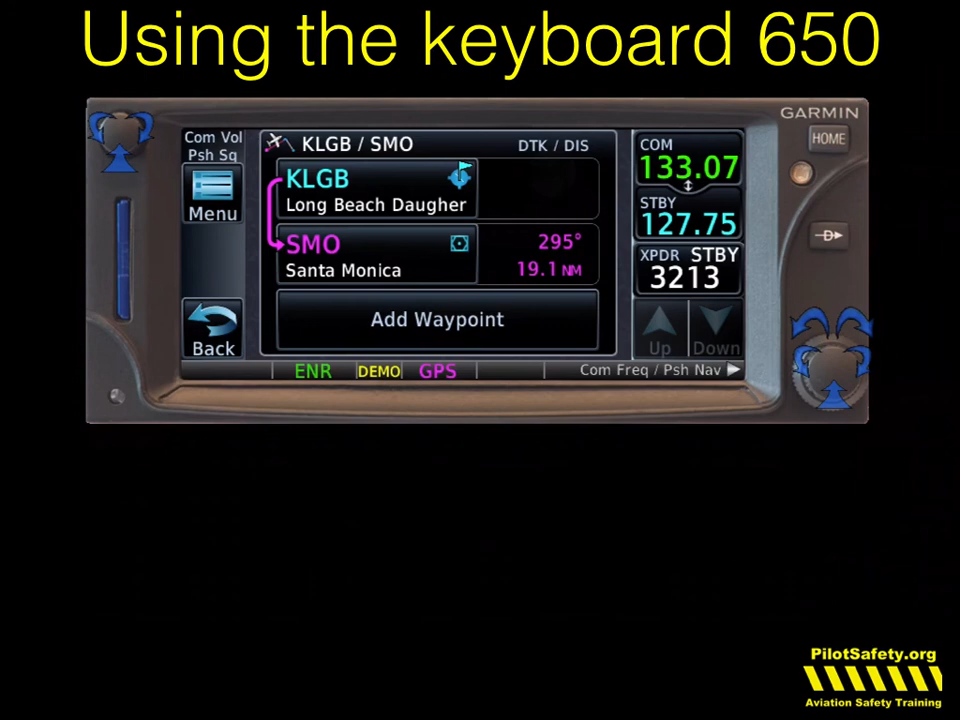 Using the keyboard 650
GARMIN
HOME
Com Vol
Psh Sq
Menu
Back
KLGB / SMO
DTK / DIS
KLGB
Long Beach Daugher
SMO
Santa Monica
295°
19.1 NM
Add Waypoint
COM
133.07
STBY
127.75
XPDR STBY
3213
Up
Down
ENR
DEMO
GPS
Com Freq / Psh Nav
D
PilotSafety.org
Aviation Safety Training